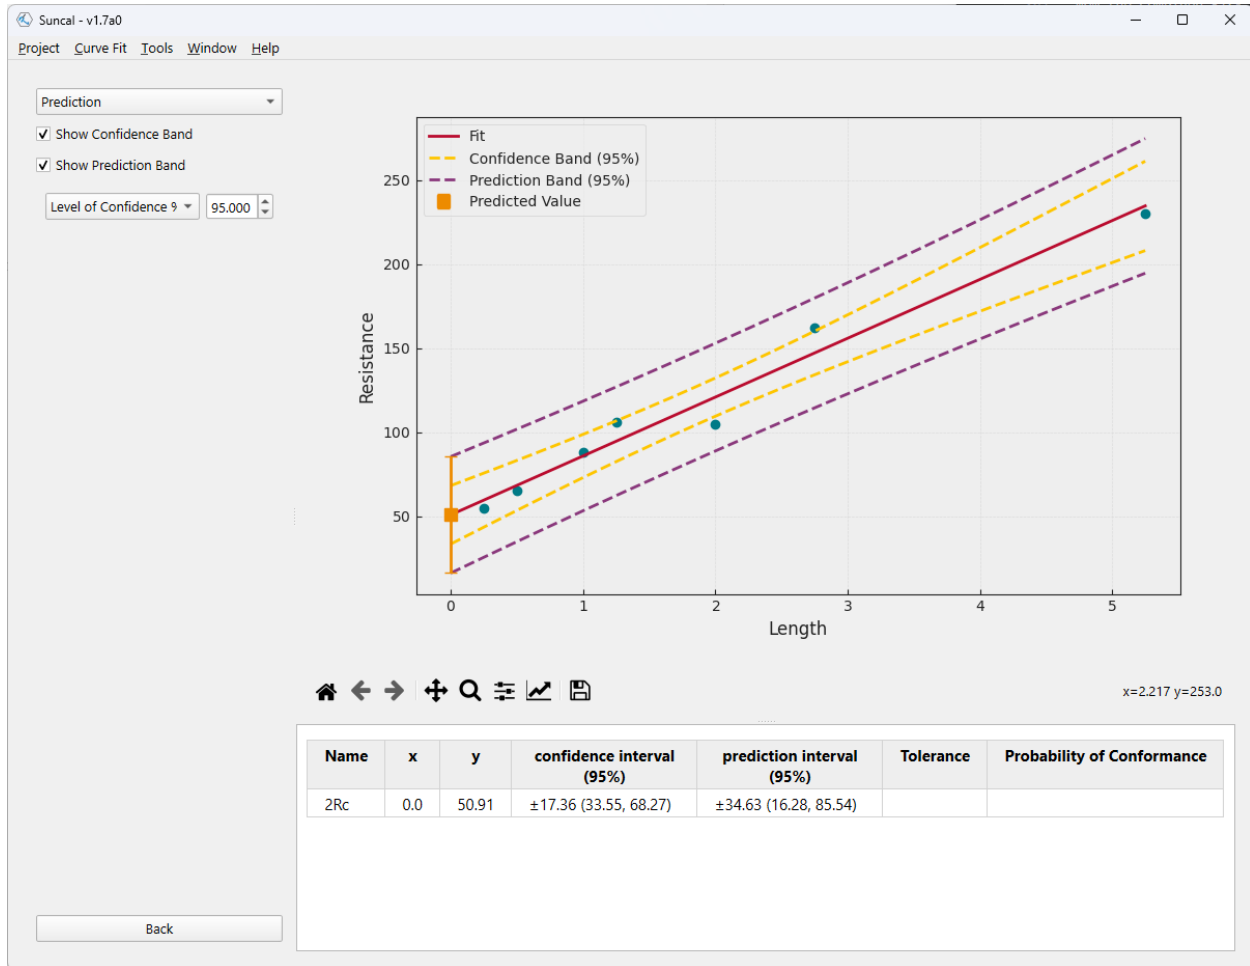 Suncal - v1.7a0
Project Curve Fit Tools Window Help
Prediction
Show Confidence Band
Show Prediction Band
Level of Confidence 95.000
Fit
Confidence Band (95%)
Prediction Band (95%)
Predicted Value
250
200
150
100
50
Resistance
0 1 2 3 4 5
Length
x=2.217 y=253.0
Name x y confidence interval (95%) prediction interval (95%) Tolerance Probability of Conformance
2Rc 0.0 50.91 ±17.36 (33.55, 68.27) ±34.63 (16.28, 85.54)
Back